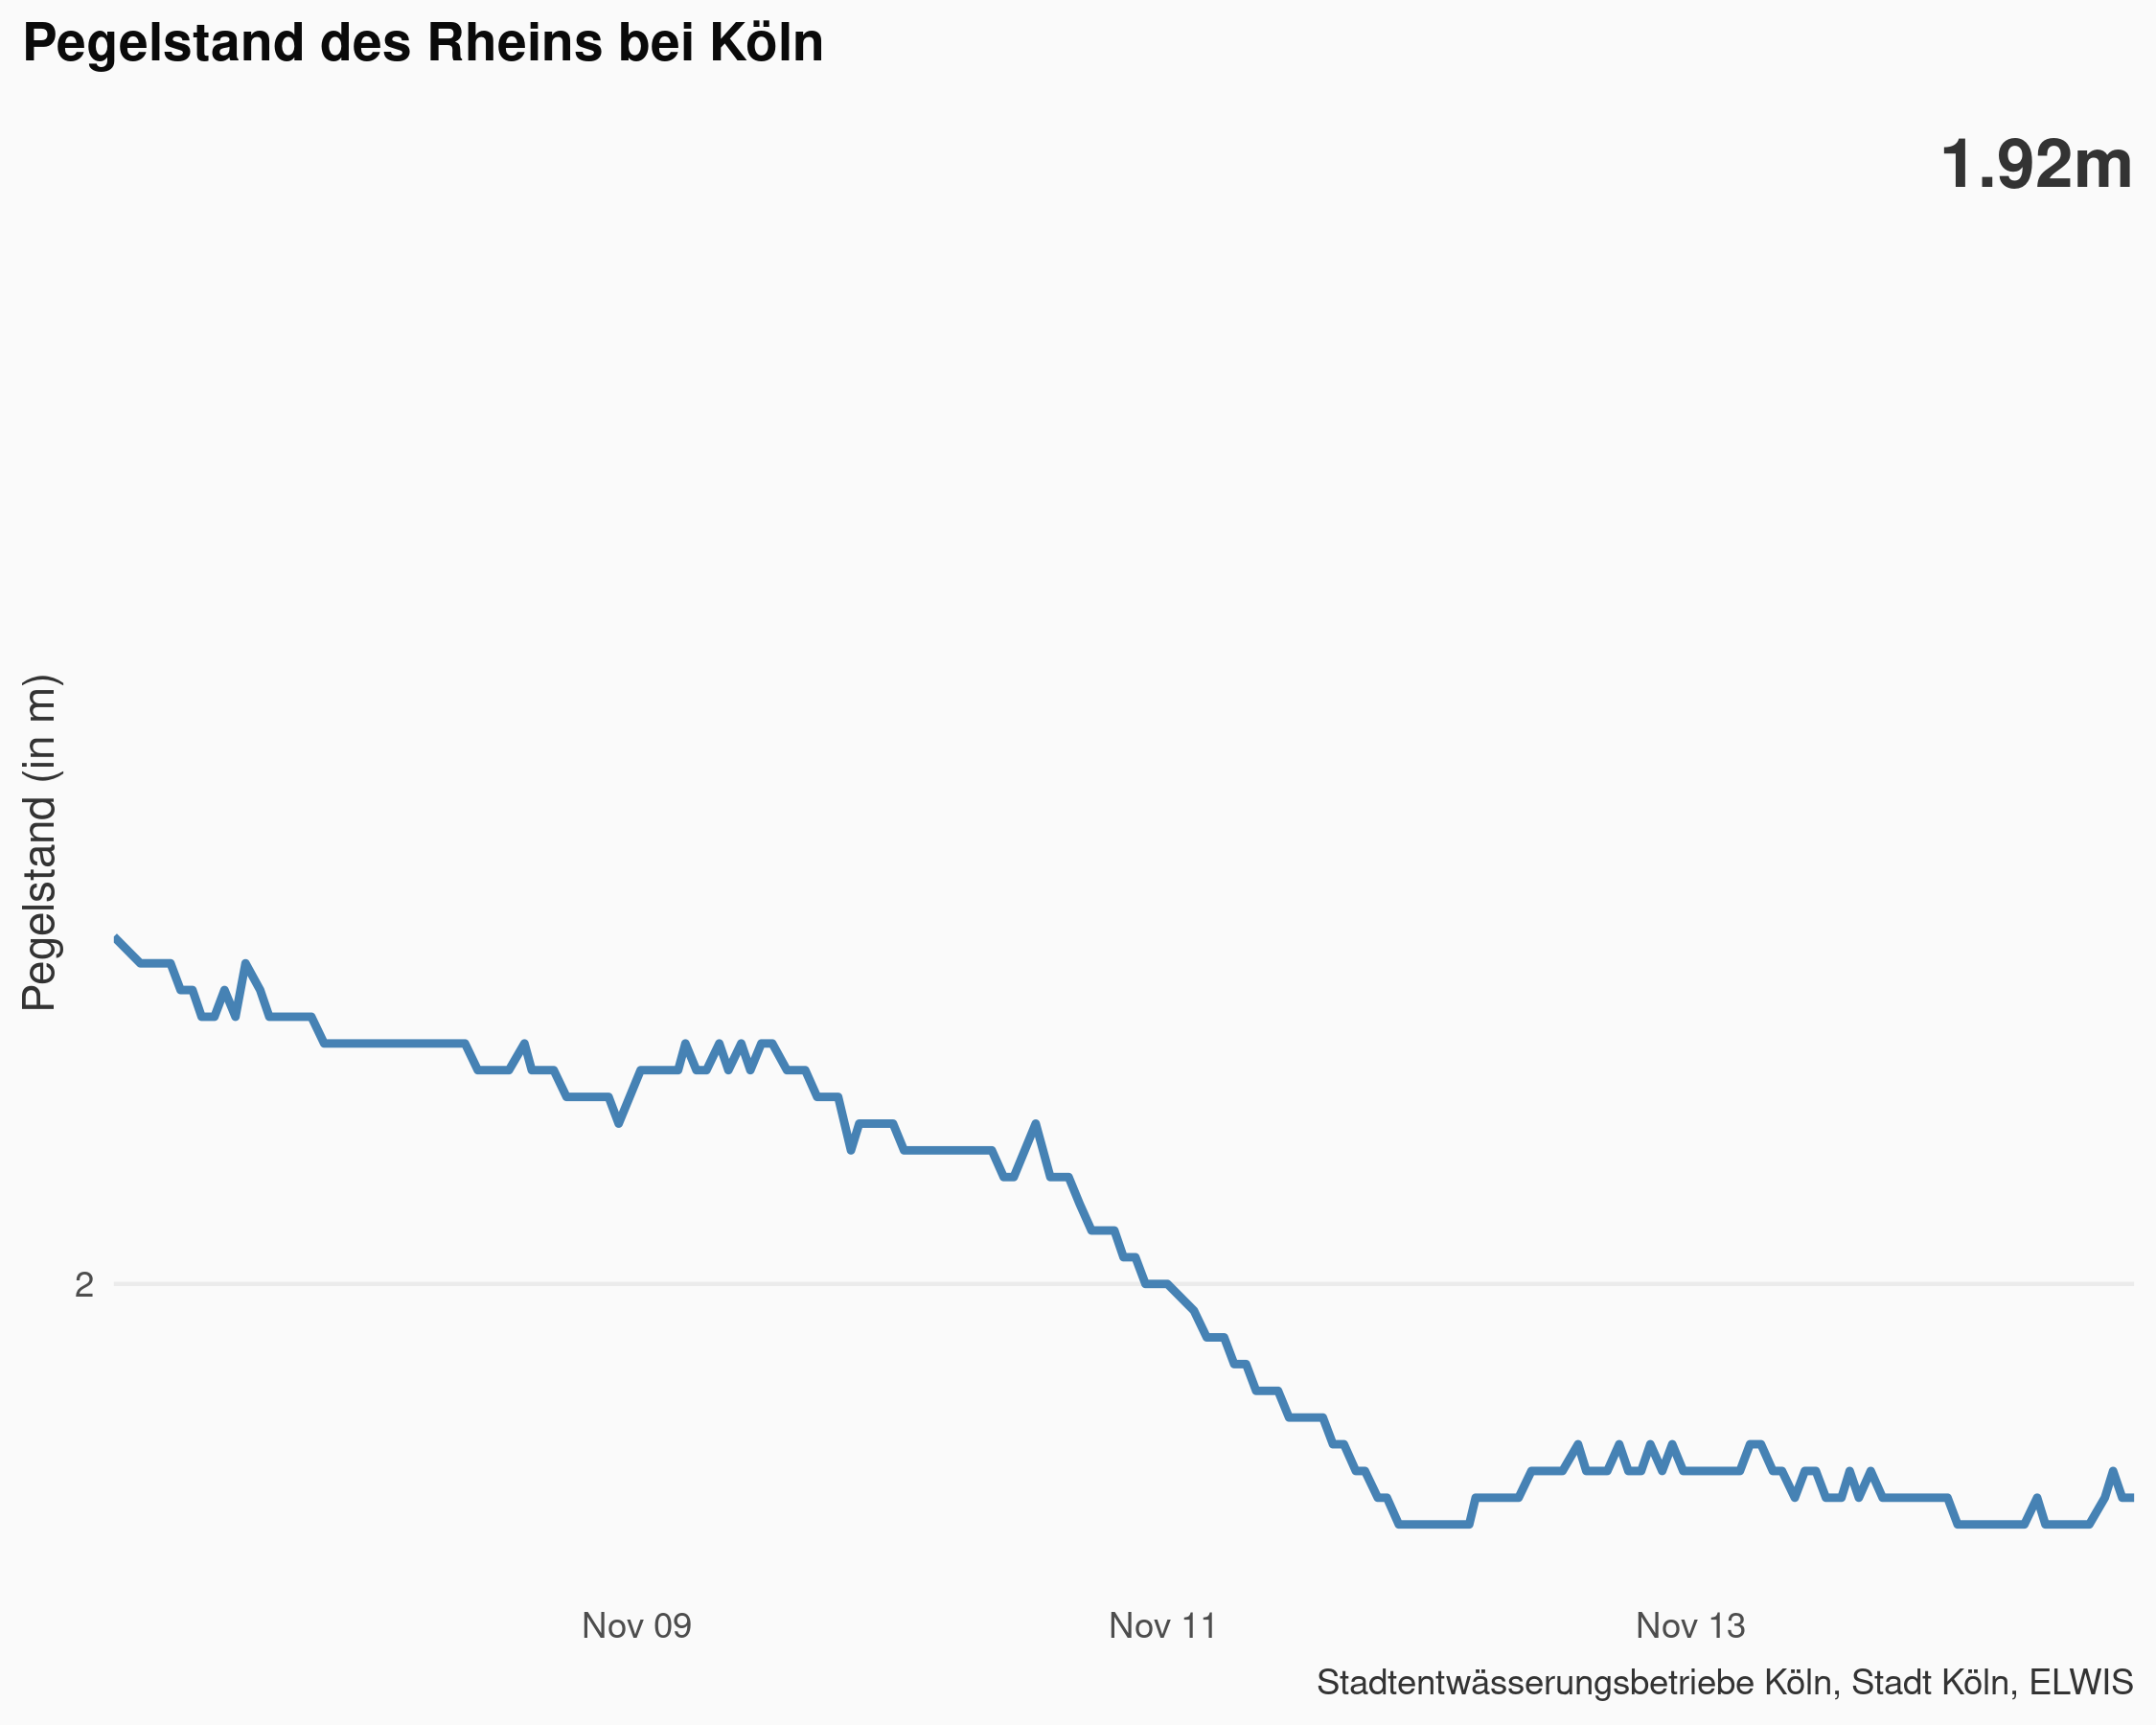 Pegelstand des Rheins bei Köln
1.92m
Pegelstand (in m)
2
Nov 09
Nov 11
Nov 13
Stadtentwässerungsbetriebe Köln, Stadt Köln, ELWIS